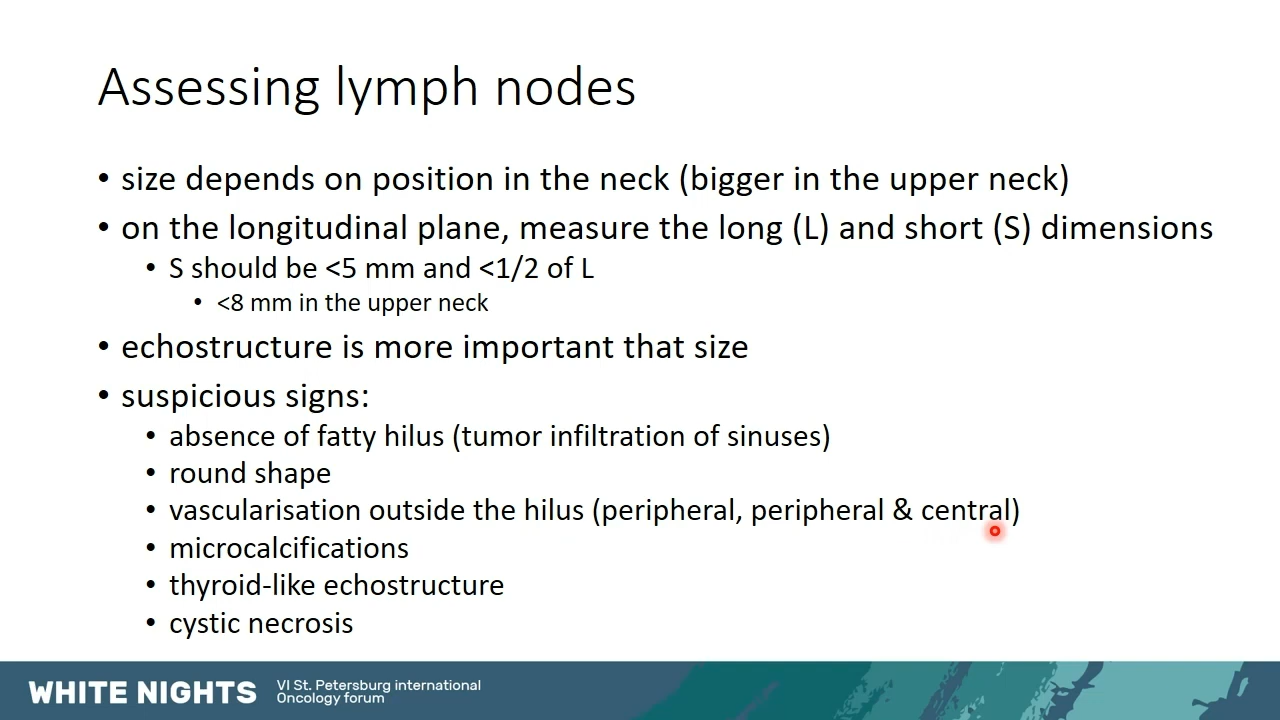 Assessing lymph nodes
• size depends on position in the neck (bigger in the upper neck)
• on the longitudinal plane, measure the long (L) and short (S) dimensions
• S should be <5 mm and <1/2 of L
• <8 mm in the upper neck
• echostructure is more important that size
• suspicious signs:
• absence of fatty hilus (tumor infiltration of sinuses)
• round shape
• vascularisation outside the hilus (peripheral, peripheral & central)
• microcalcifications
• thyroid-like echostructure
• cystic necrosis
WHITE NIGHTS
VI St. Petersburg international
Oncology forum